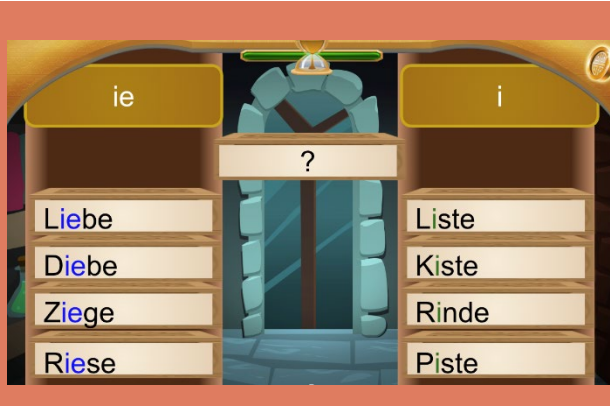 ie
i
?
Liebe
Diebe
Ziege
Riese
Liste
Kiste
Rinde
Piste